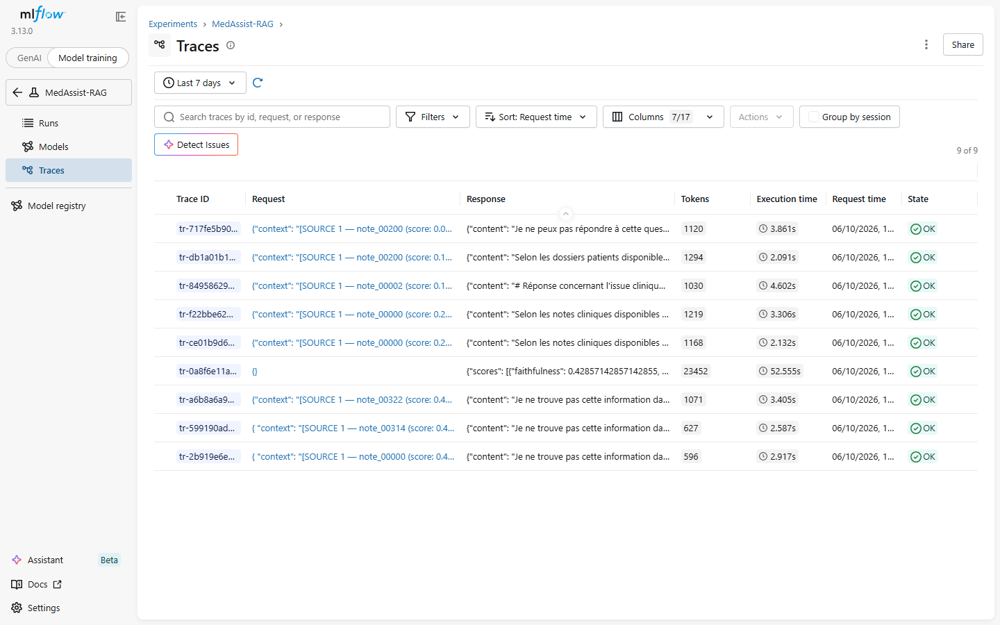 mlflow
3.13.0
GenAI
Model training
MedAssist-RAG
Runs
Models
Traces
Model registry
Assistant
Beta
Docs
Settings
Experiments
MedAssist-RAG
Traces
Share
Last 7 days
Search traces by id, request, or response
Filters
Sort: Request time
Columns 7/17
Actions
Group by session
Detect Issues
9 of 9
Trace ID Request Response Tokens Execution time Request time State
tr-717fe5b90... {"context": "[SOURCE 1 — note_00200 (score: 0.0... {"content": "Je ne peux pas répondre à cette ques... 1120 3.861s 06/10/2026, 1... OK
tr-db1a01b1... {"context": "[SOURCE 1 — note_00200 (score: 0.1... {"content": "Selon les dossiers patients disponible... 1294 2.091s 06/10/2026, 1... OK
tr-84958629... {"context": "[SOURCE 1 — note_00002 (score: 0.1... {"content": "# Réponse concernant l'issue cliniqu... 1030 4.602s 06/10/2026, 1... OK
tr-f22bbe62... {"context": "[SOURCE 1 — note_00000 (score: 0.2... {"content": "Selon les notes cliniques disponibles ... 1219 3.306s 06/10/2026, 1... OK
tr-ce01b9d6... {"context": "[SOURCE 1 — note_00000 (score: 0.2... {"content": "Selon les notes cliniques disponibles ... 1168 2.132s 06/10/2026, 1... OK
tr-0a8f6e11a... {} {"scores": [{"faithfulness": 0.42857142857142855, ... 23452 52.555s 06/10/2026, 1... OK
tr-a6b8a6a9... {"context": "[SOURCE 1 — note_00322 (score: 0.4... {"content": "Je ne trouve pas cette information da... 1071 3.405s 06/10/2026, 1... OK
tr-599190ad... { "context": "[SOURCE 1 — note_00314 (score: 0.4... {"content": "Je ne trouve pas cette information da... 627 2.587s 06/10/2026, 1... OK
tr-2b919e6e... { "context": "[SOURCE 1 — note_00000 (score: 0.4... {"content": "Je ne trouve pas cette information da... 596 2.917s 06/10/2026, 1... OK